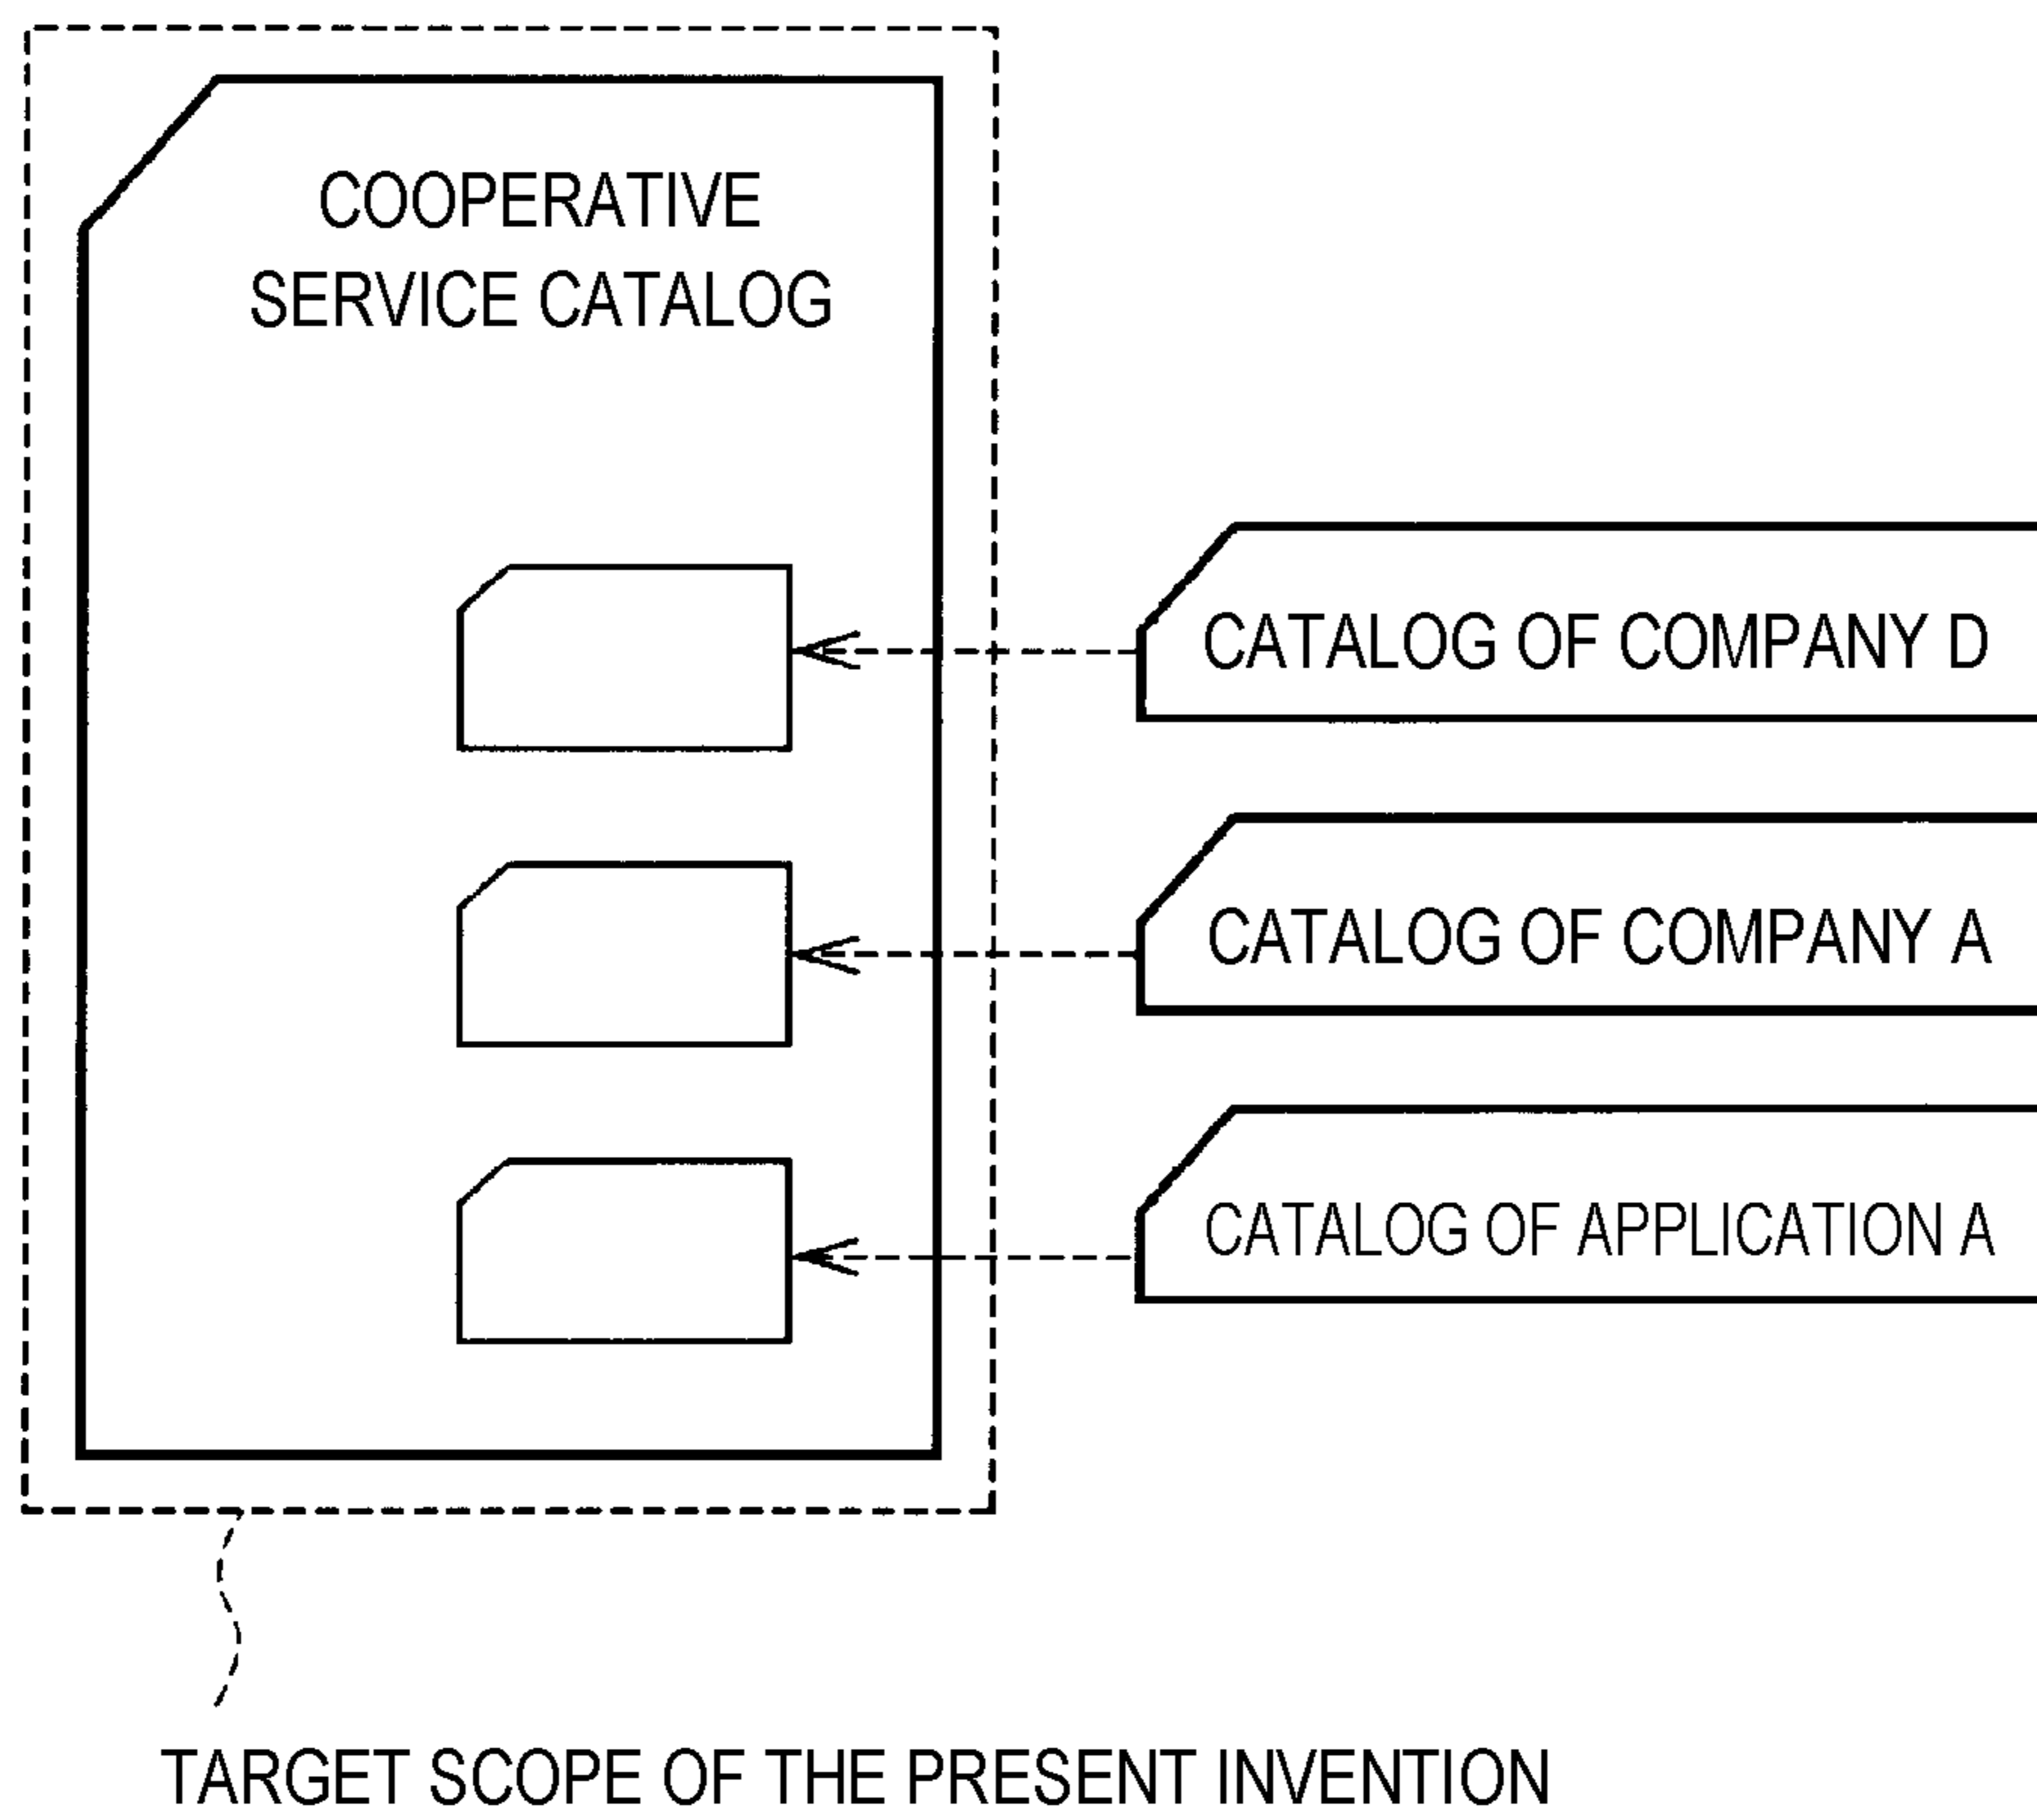 COOPERATIVE
SERVICE CATALOG
CATALOG OF COMPANY D
CATALOG OF COMPANY A
CATALOG OF APPLICATION A
TARGET SCOPE OF THE PRESENT INVENTION